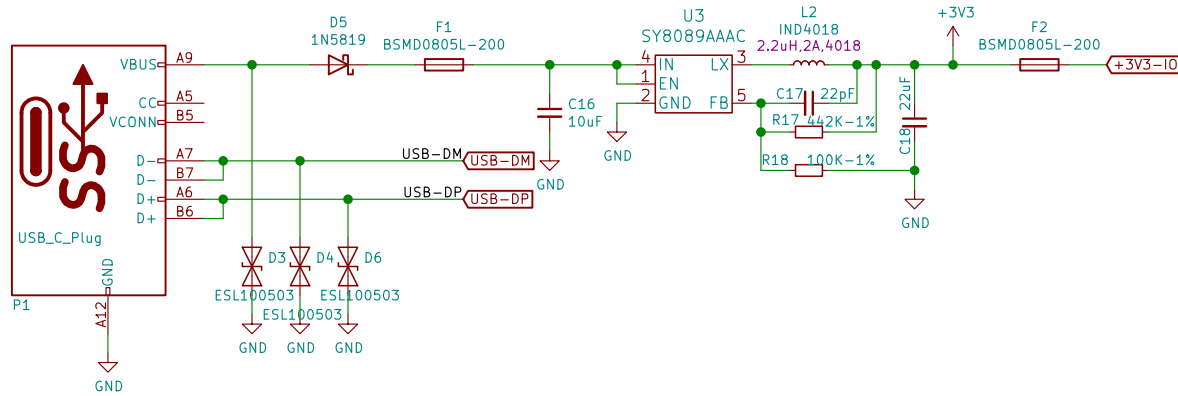 D5
1N5819
F1
BSMD0805L-200
U3
SY8089AAAC
L2
IND4018
2.2uH,2A,4018
+3V3
F2
BSMD0805L-200
VBUS A9
4 IN LX 3
1 EN
2 GND FB 5
+3V3-IO
CC A5
VCONN B5
C16
10uF
C17 22pF
22uF
C18
R17 442K-1%
R18 100K-1%
GND
GND
GND
D- A7
D- B7
D+ A6
D+ B6
USB-DM USB-DM
USB-DP USB-DP
SS
USB_C_Plug
GND
P1
A12
GND
D3 D4 D6
ESL100503 ESL100503
ESL100503
GND GND GND